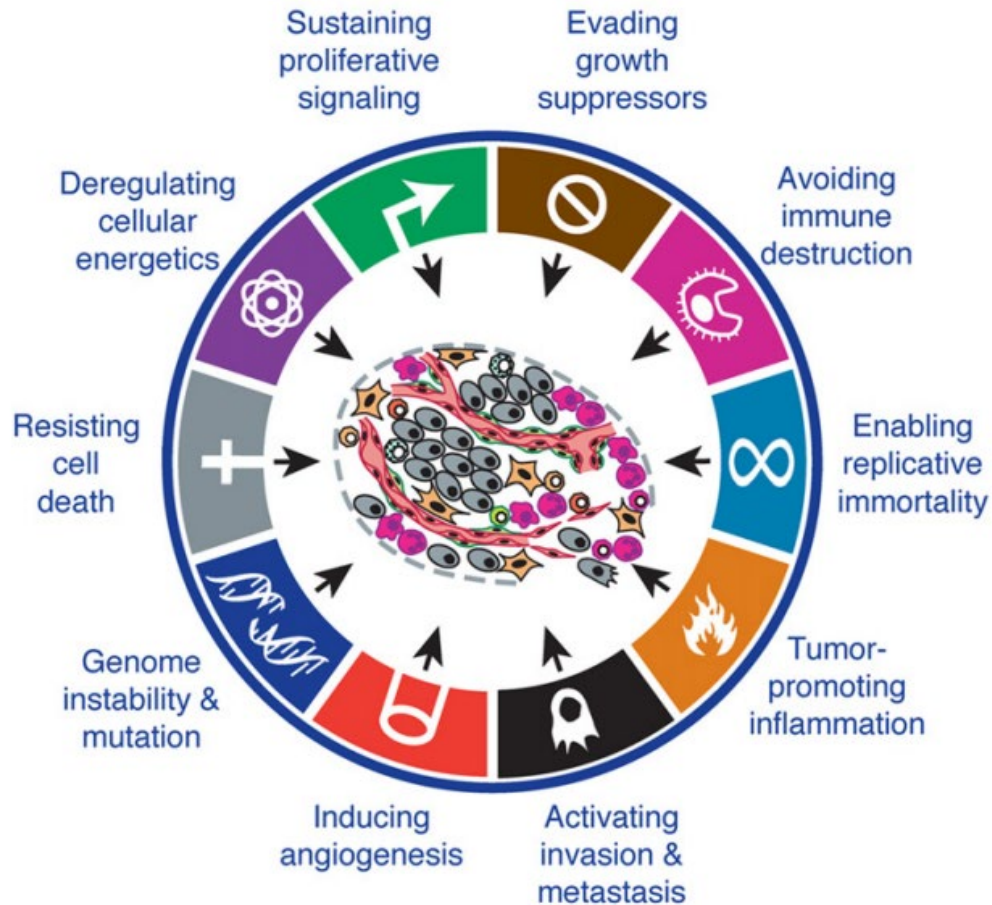 Sustaining
proliferative
signaling
Evading
growth
suppressors
Avoiding
immune
destruction
Enabling
replicative
immortality
Tumor-
promoting
inflammation
Activating
invasion &
metastasis
Inducing
angiogenesis
Genome
instability &
mutation
Resisting
cell
death
Deregulating
cellular
energetics